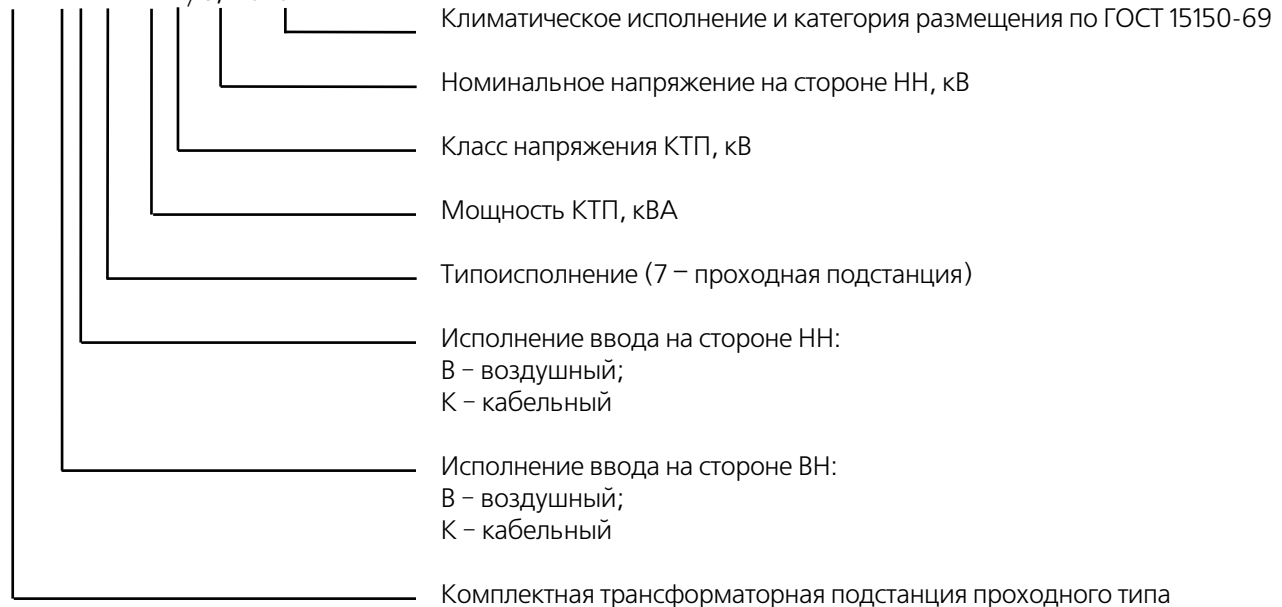 Климатическое исполнение и категория размещения по ГОСТ 15150-69
Номинальное напряжение на стороне НН, кВ
Класс напряжения КТП, кВ
Мощность КТП, кВА
Типоисполнение (7 – проходная подстанция)
Исполнение ввода на стороне НН:
В – воздушный;
К – кабельный
Исполнение ввода на стороне ВН:
В – воздушный;
К – кабельный
Комплектная трансформаторная подстанция проходного типа